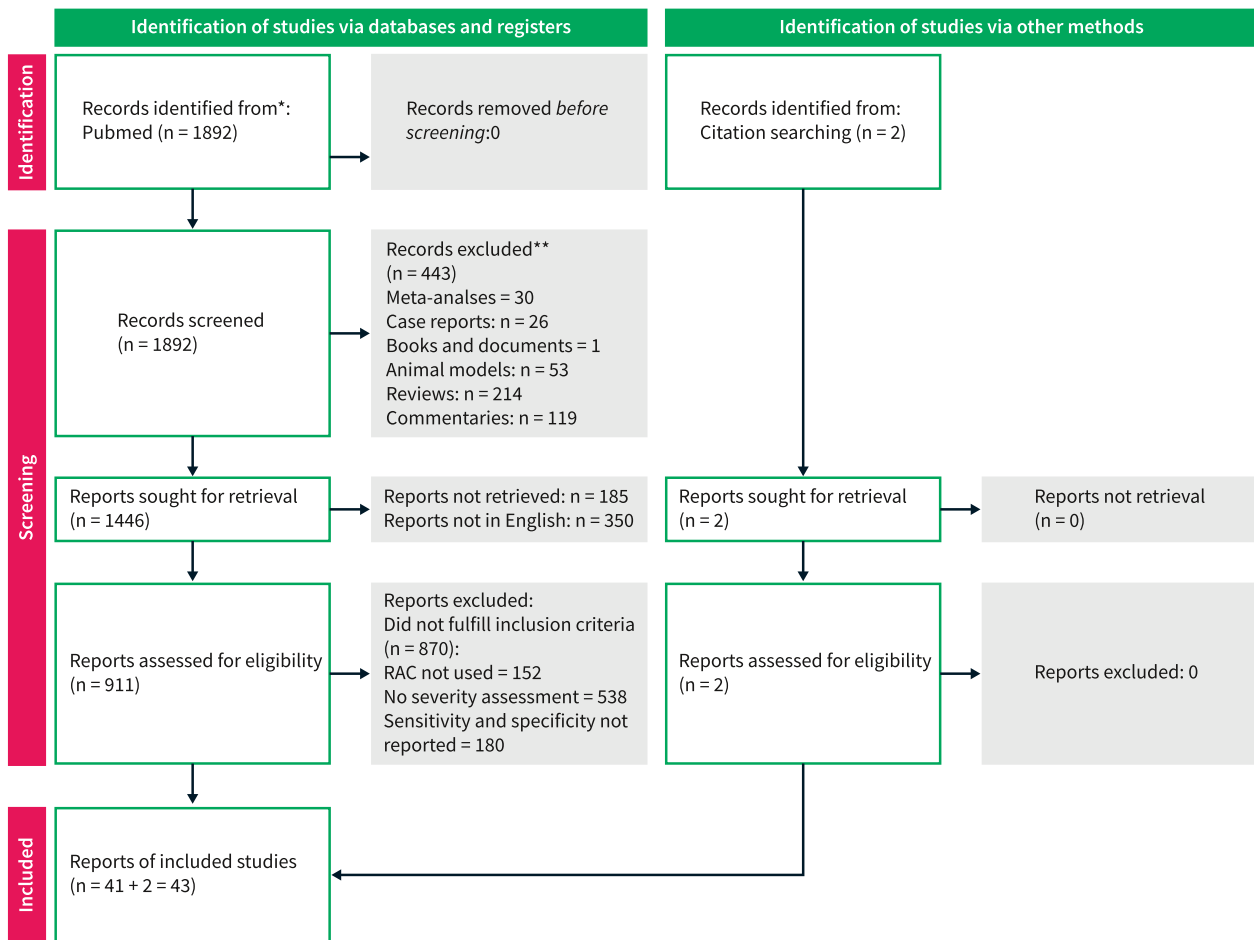 Identification of studies via databases and registers
Identification of studies via other methods
Identification
Records identified from*:
Pubmed (n = 1892)
Records removed before
screening:0
Records identified from:
Citation searching (n = 2)
Screening
Records screened
(n = 1892)
Records excluded**
(n = 443)
Meta-analses = 30
Case reports: n = 26
Books and documents = 1
Animal models: n = 53
Reviews: n = 214
Commentaries: n = 119
Reports sought for retrieval
(n = 1446)
Reports not retrieved: n = 185
Reports not in English: n = 350
Reports sought for retrieval
(n = 2)
Reports not retrieval
(n = 0)
Reports assessed for eligibility
(n = 911)
Reports excluded:
Did not fulfill inclusion criteria
(n = 870):
RAC not used = 152
No severity assessment = 538
Sensitivity and specificity not
reported = 180
Reports assessed for eligibility
(n = 2)
Reports excluded: 0
Included
Reports of included studies
(n = 41 + 2 = 43)